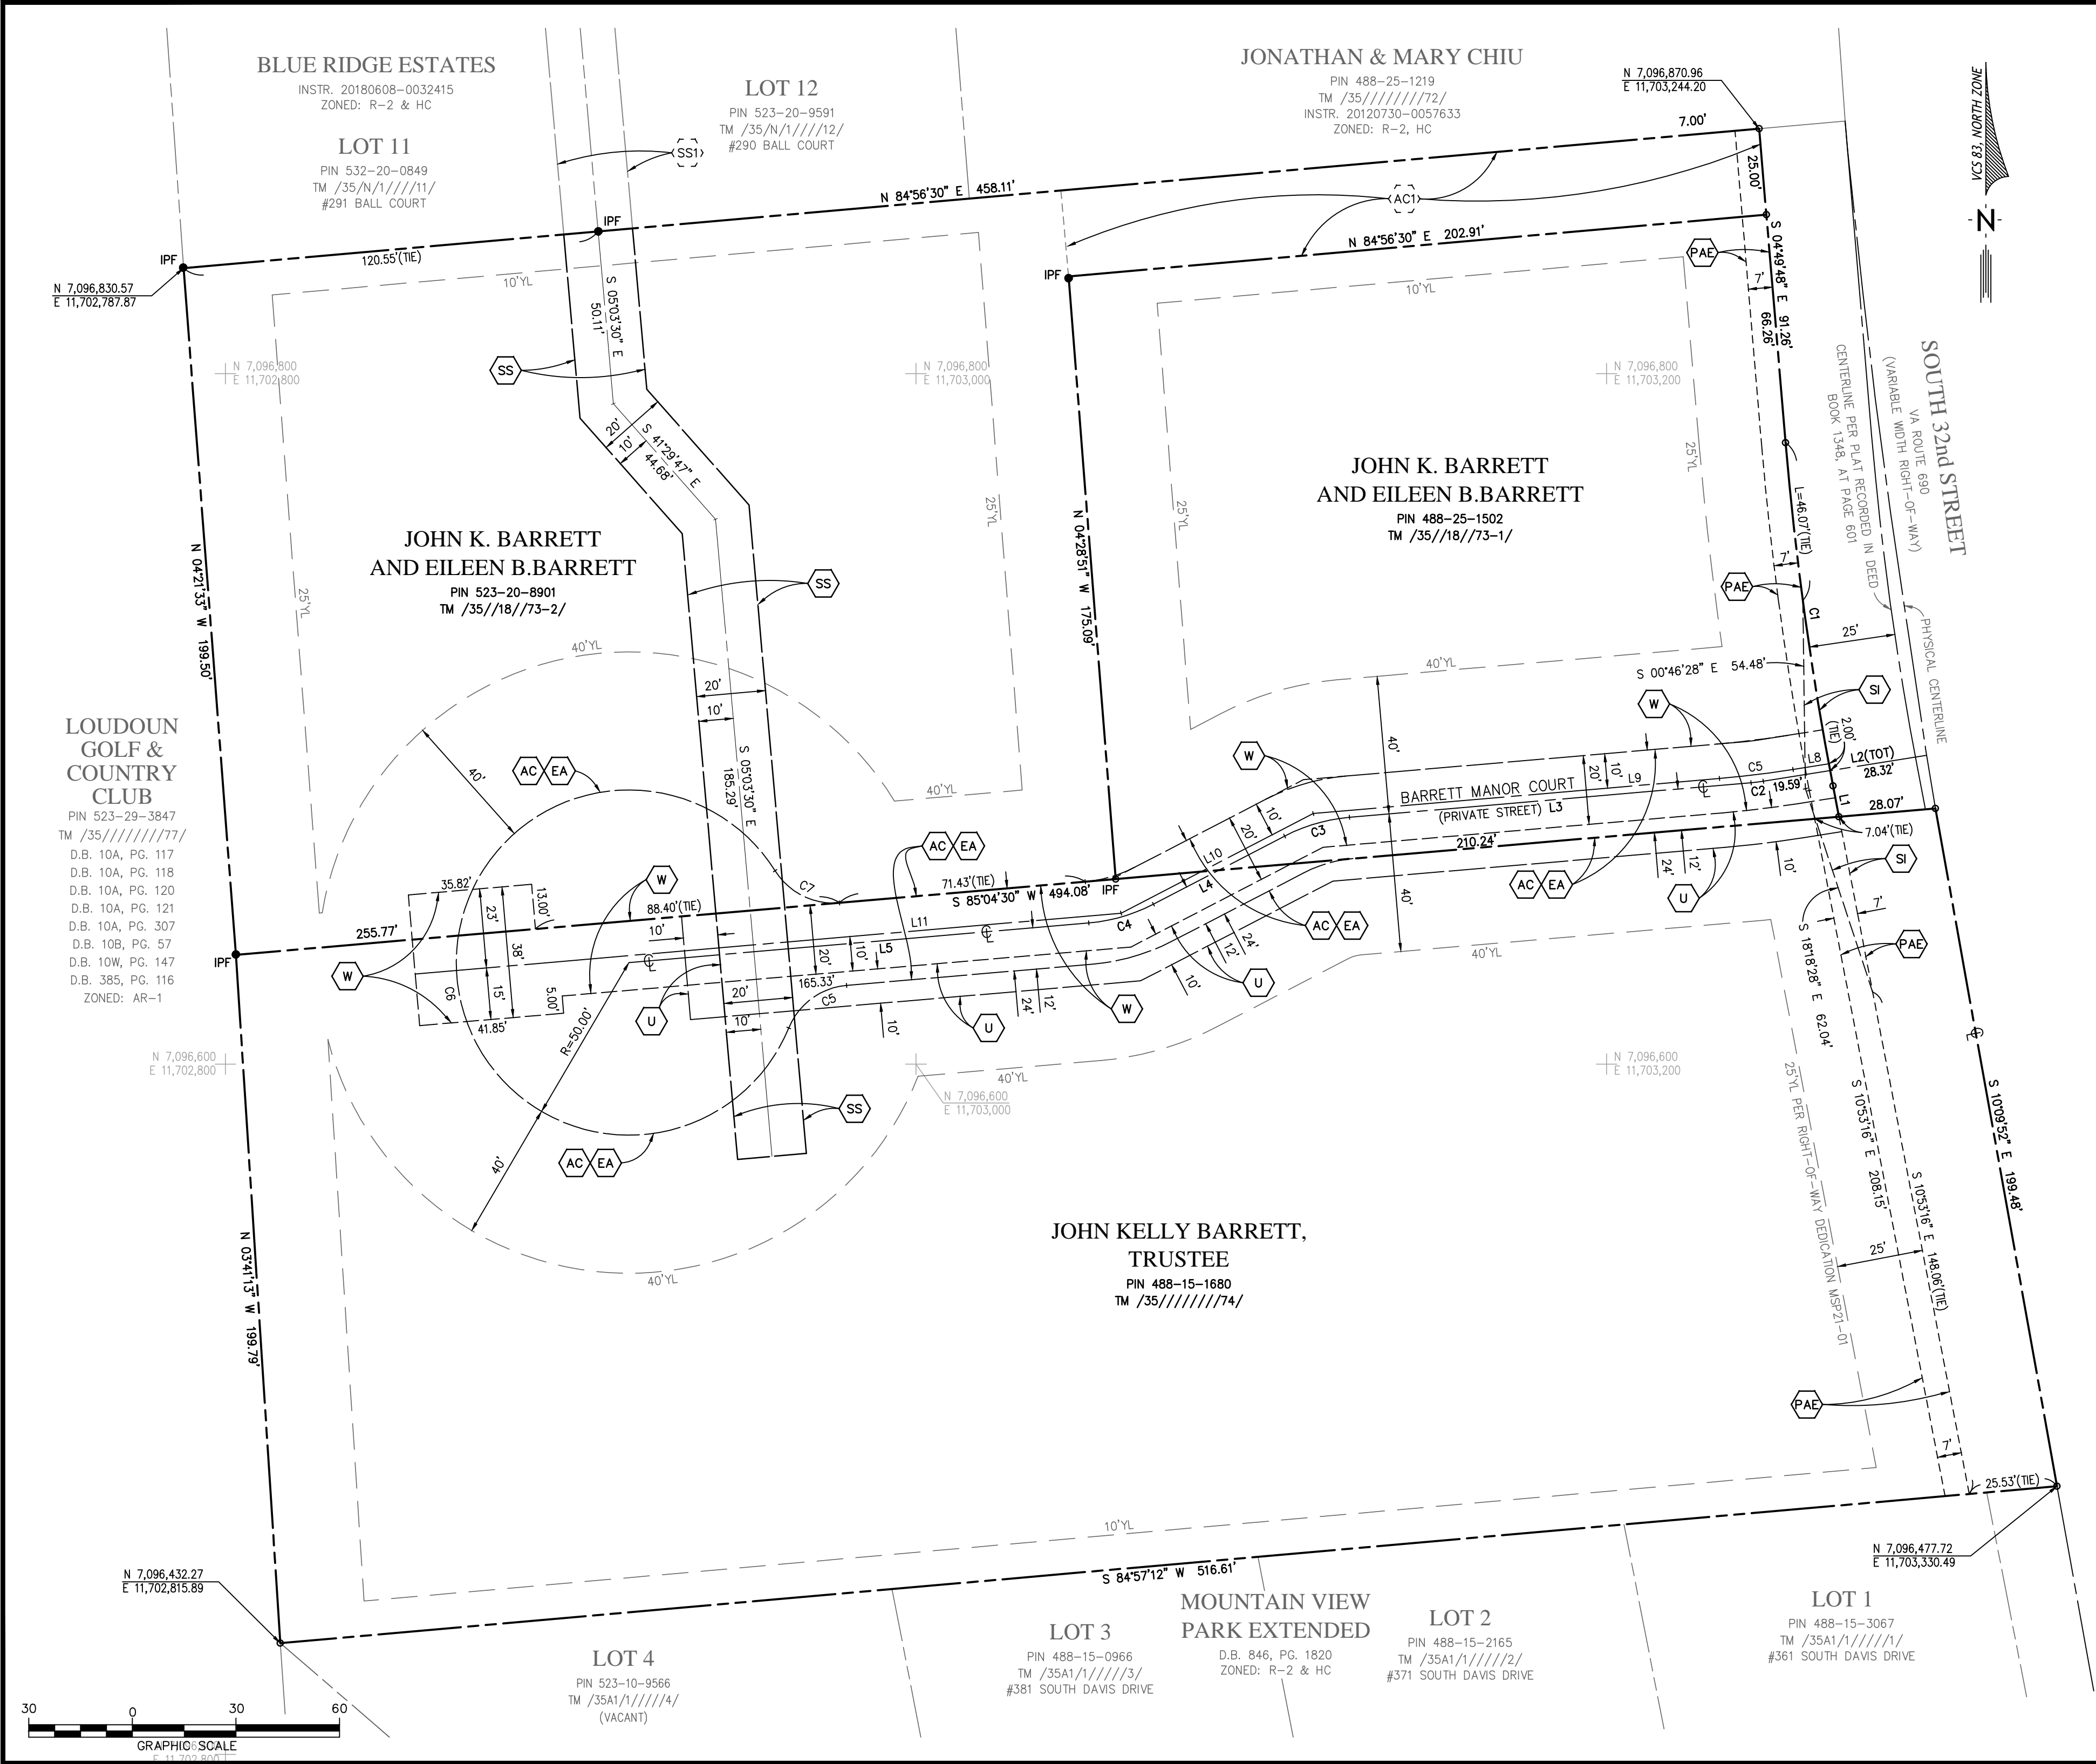 BLUE RIDGE ESTATES
INSTR. 20180608-0032415
ZONED: R-2 & HC
LOT 11
PIN 532-20-0849
TM /35/N/1////11/
#291 BALL COURT
LOT 12
PIN 523-20-9591
TM /35/N/1////12/
#290 BALL COURT
SS1
JONATHAN & MARY CHIU
PIN 488-25-1219
TM /35////////72/
INSTR. 20120730-0057633
ZONED: R-2, HC
N 7,096,870.96
E 11,703,244.20
7.00'
25.00'
VCS 83, NORTH ZONE
N
AC1
N 84°56'30" E 458.11'
N 84°56'30" E 202.91'
IPF
IPF
IPF
120.55'(TIE)
10'YL
10'YL
N 7,096,830.57
E 11,702,787.87
S 05°03'30" E
50.11'
PAE
7'
S 04°49'48" E 91.26'
66.26'
N 7,096,800
E 11,702,800
N 7,096,800
E 11,703,000
N 7,096,800
E 11,703,200
SS
20'
10'
S 41°29'47" E
44.68'
SOUTH 32nd STREET
VA ROUTE 690
(VARIABLE WIDTH RIGHT-OF-WAY)
CENTERLINE PER PLAT RECORDED IN DEED
BOOK 1348, AT PAGE 601
PHYSICAL CENTERLINE
JOHN K. BARRETT
AND EILEEN B.BARRETT
PIN 488-25-1502
TM /35//18//73-1/
25'YL
25'YL
25'YL
25'YL
L=46.07'(TIE)
7'
PAE
C1
25'
JOHN K. BARRETT
AND EILEEN B.BARRETT
PIN 523-20-8901
TM /35//18//73-2/
SS
N 04°21'33" W 199.50'
N 04°28'51" W 175.09'
40'YL
40'YL
S 00°46'28" E 54.48'
W
SI
20'
10'
S 05°03'30" E
185.29'
LOUDOUN
GOLF &
COUNTRY
CLUB
PIN 523-29-3847
TM /35////////77/
D.B. 10A, PG. 117
D.B. 10A, PG. 118
D.B. 10A, PG. 120
D.B. 10A, PG. 121
D.B. 10A, PG. 307
D.B. 10B, PG. 57
D.B. 10W, PG. 147
D.B. 385, PG. 116
ZONED: AR-1
40'
AC EA
40'YL
W
40'
2.00'
(TIE)
L2(TOT)
28.32'
L8
C5
C2
19.59'
L1
28.07'
7.04'(TIE)
BARRETT MANOR COURT
(PRIVATE STREET) L3
L9
20'
10'
C3
10'
20'
L10
L4
210.24'
AC EA
24'
12'
U
10'
SI
7'
PAE
AC EA
C7
71.43'(TIE)
S 85°04'30" W 494.08'
IPF
W
35.82'
13.00'
88.40'(TIE)
255.77'
IPF
23'
38'
15'
10'
L11
L5
20'
10'
C4
AC EA
24'
12'
10'
40'
40'YL
W
C6
5.00'
41.85'
U
20'
10'
165.33'
C5
10'
U
24'
12'
W
U
R=50.00'
S 18°18'28" E 62.04'
N 7,096,600
E 11,702,800
N 7,096,600
E 11,703,000
N 7,096,600
E 11,703,200
40'YL
SS
AC EA
40'
40'YL
S 10°53'16" E 208.15'
S 10°53'16" E 148.06'(TIE)
S 10°09'52" E 199.48'
25'YL PER RIGHT-OF-WAY DEDICATION MSP21-01
25'
JOHN KELLY BARRETT,
TRUSTEE
PIN 488-15-1680
TM /35////////74/
N 03°41'13" W 199.79'
PAE
7'
25.53'(TIE)
10'YL
N 7,096,432.27
E 11,702,815.89
N 7,096,477.72
E 11,703,330.49
S 84°57'12" W 516.61'
LOT 4
PIN 523-10-9566
TM /35A1/1/////4/
(VACANT)
LOT 3
PIN 488-15-0966
TM /35A1/1/////3/
#381 SOUTH DAVIS DRIVE
MOUNTAIN VIEW
PARK EXTENDED
D.B. 846, PG. 1820
ZONED: R-2 & HC
LOT 2
PIN 488-15-2165
TM /35A1/1/////2/
#371 SOUTH DAVIS DRIVE
LOT 1
PIN 488-15-3067
TM /35A1/1/////1/
#361 SOUTH DAVIS DRIVE
30 0 30 60
GRAPHIC SCALE
E 11,702,800